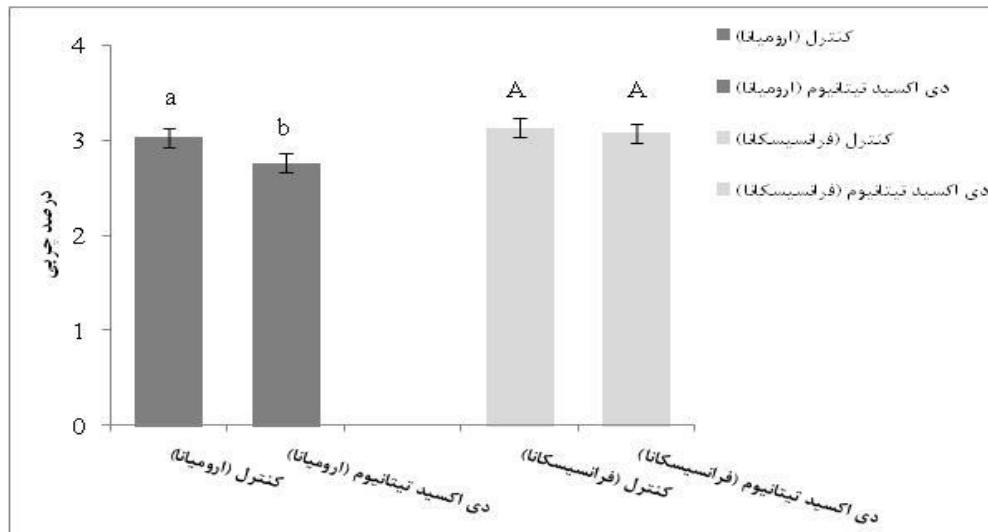 کنترل (ارومیانا)
دی اکسید تیتانیوم (ارومیانا)
کنترل (فرانسیسکانا)
دی اکسید تیتانیوم (فرانسیسکانا)
درصد چربی
4
3
2
1
0
a
b
A
A
کنترل (ارومیانا)
دی اکسید تیتانیوم (ارومیانا)
کنترل (فرانسیسکانا)
دی اکسید تیتانیوم (فرانسیسکانا)